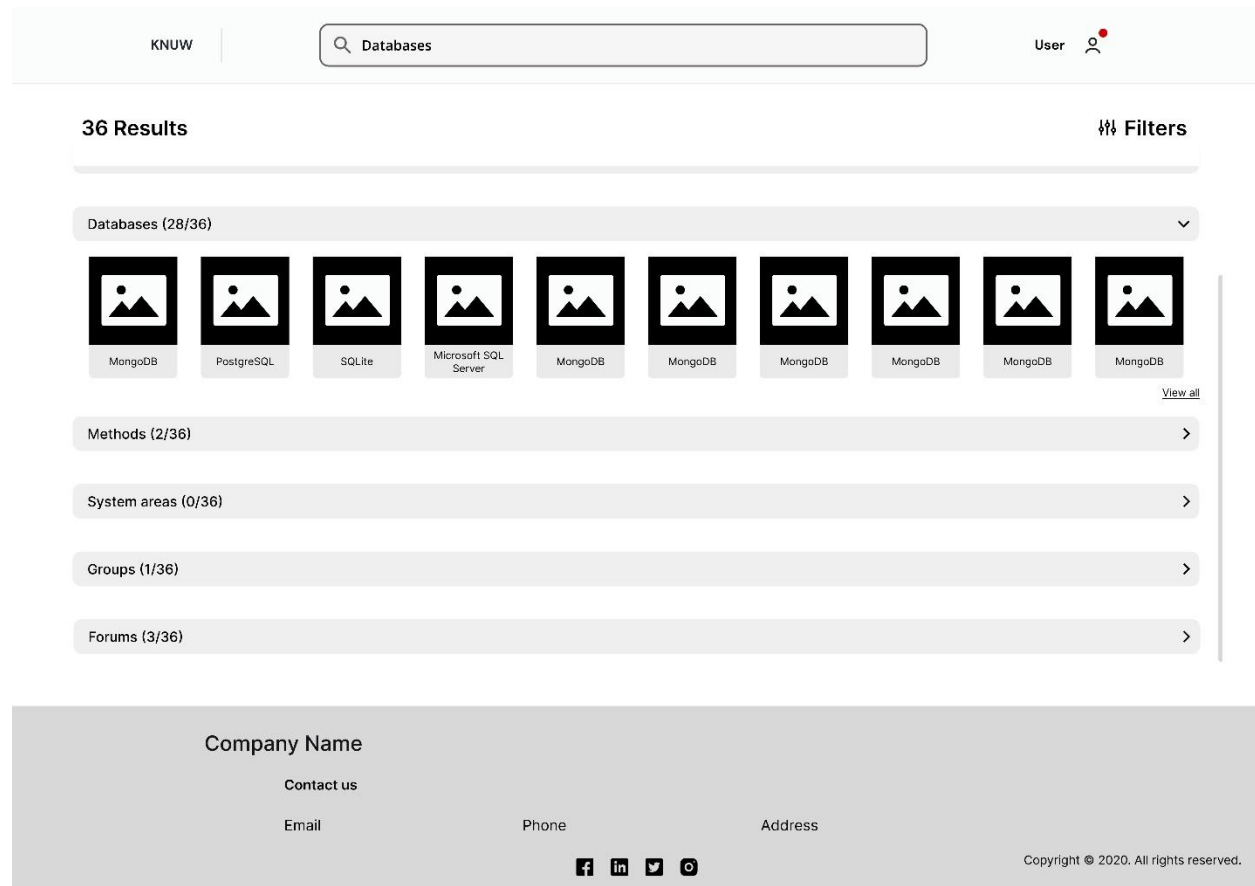 KNUW
Databases
User
36 Results
Filters
Databases (28/36)
MongoDB
PostgreSQL
SQLite
Microsoft SQL
Server
MongoDB
MongoDB
MongoDB
MongoDB
MongoDB
MongoDB
View all
Methods (2/36)
System areas (0/36)
Groups (1/36)
Forums (3/36)
Company Name
Contact us
Email
Phone
Address
Copyright © 2020. All rights reserved.